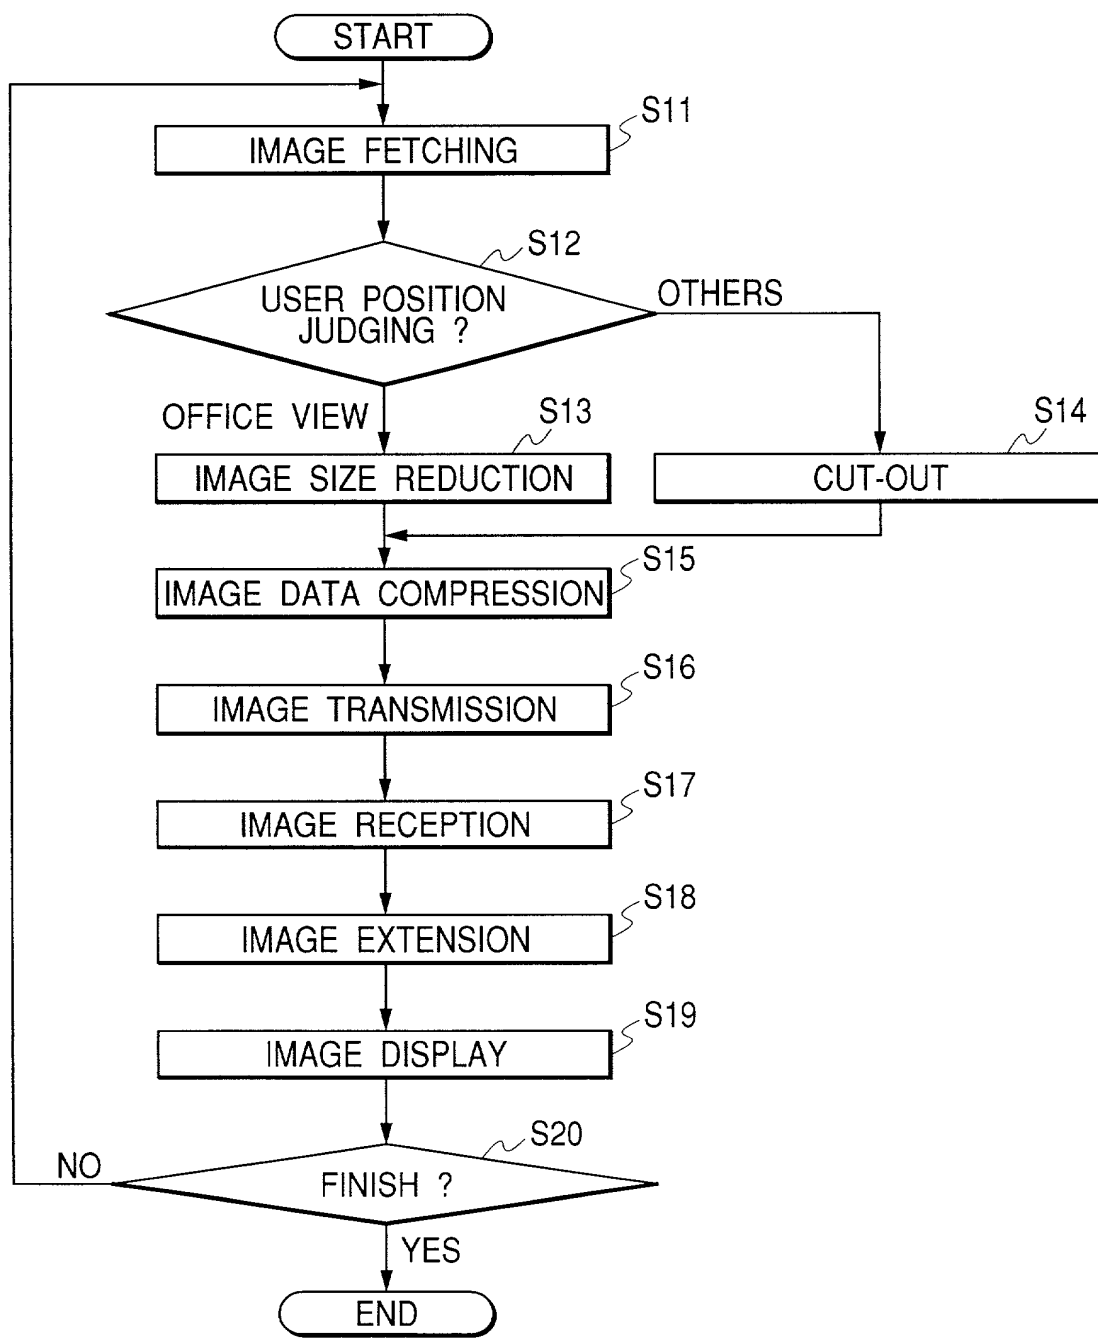 START
S11
IMAGE FETCHING
S12
USER POSITION
JUDGING ?
OTHERS
OFFICE VIEW
S13
S14
IMAGE SIZE REDUCTION
CUT-OUT
S15
IMAGE DATA COMPRESSION
S16
IMAGE TRANSMISSION
S17
IMAGE RECEPTION
S18
IMAGE EXTENSION
S19
IMAGE DISPLAY
S20
NO
FINISH ?
YES
END